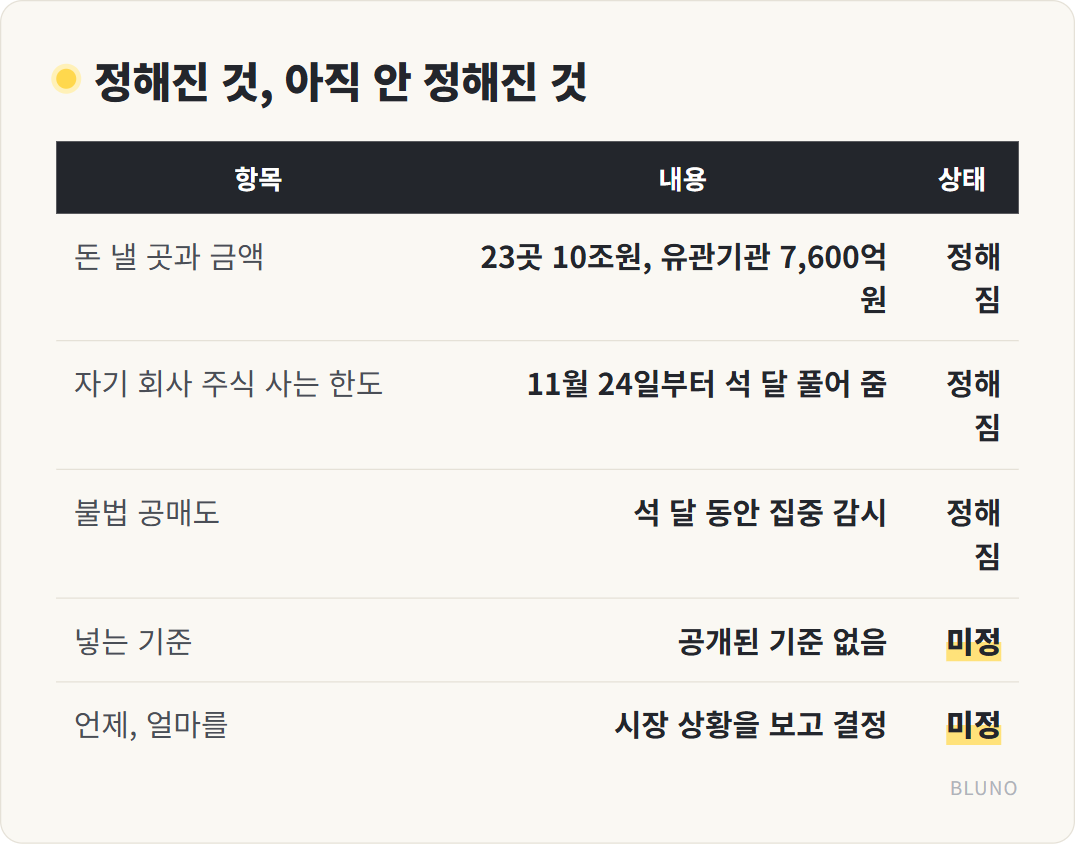 정해진 것, 아직 안 정해진 것
항목 내용 상태
돈 낼 곳과 금액 23곳 10조원, 유관기관 7,600억 정해
원 짐
자기 회사 주식 사는 한도 11월 24일부터 석 달 풀어 줌 정해
짐
불법 공매도 석 달 동안 집중 감시 정해
짐
넣는 기준 공개된 기준 없음 미정
언제, 얼마를 시장 상황을 보고 결정 미정
BLUNO